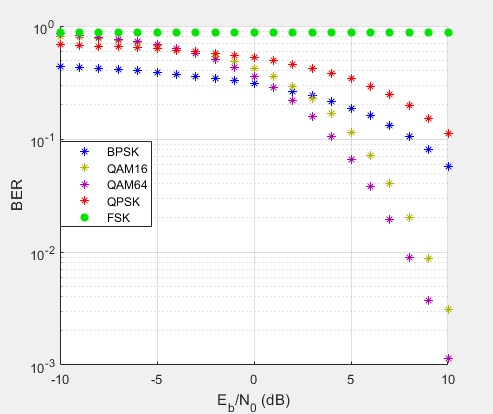 10^0
10^-1
10^-2
10^-3
BER
BPSK
QAM16
QAM64
QPSK
FSK
-10 -5 0 5 10
E_b/N_0 (dB)